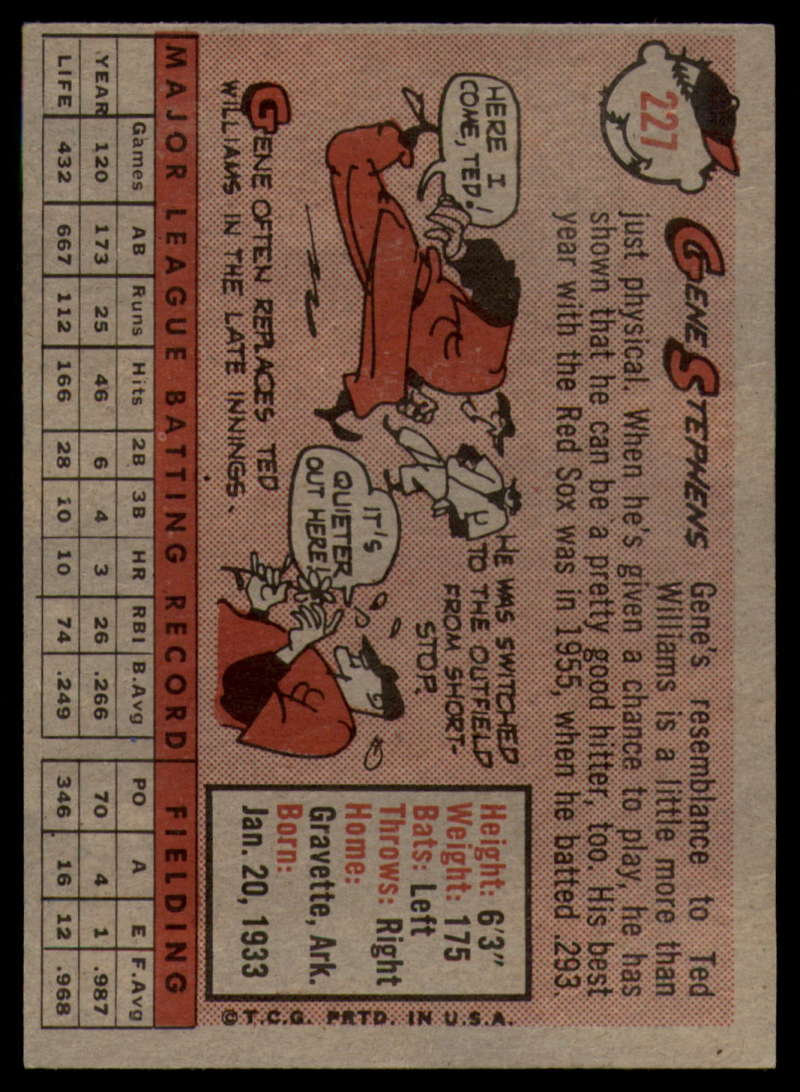 227
GENE STEPHENS
Gene's resemblance to Ted
Williams is a little more than
just physical. When he's given a chance to play, he has
shown that he can be a pretty good hitter, too. His best
year with the Red Sox was in 1955, when he batted .293.
HERE I
COME, TED!
GENE OFTEN REPLACES TED
WILLIAMS IN THE LATE INNINGS.
HE WAS SWITCHED
TO THE OUTFIELD
FROM SHORT-
STOP.
IT'S
QUIETER
OUT HERE!
Height: 6'3"
Weight: 175
Bats: Left
Throws: Right
Home:
Gravette, Ark.
Born:
Jan. 20, 1933
©T.C.G. PRTD. IN U.S.A.
MAJOR LEAGUE BATTING RECORD FIELDING
Games AB Runs Hits 2B 3B HR RBI B.Avg PO A E F.Avg
YEAR 120 173 25 46 6 4 3 26 .266 70 4 1 .987
LIFE 432 667 112 166 28 10 10 74 .249 346 16 12 .968